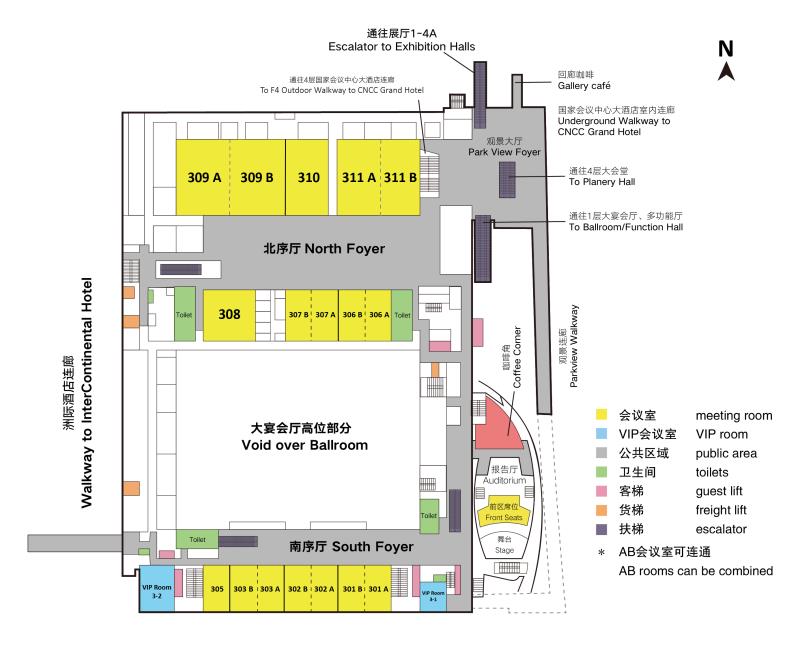 通往展厅1-4A
Escalator to Exhibition Halls
N
回廊咖啡
Gallery café
通往4层国家会议中心大酒店连廊
To F4 Outdoor Walkway to CNCC Grand Hotel
国家会议中心大酒店室内连廊
Underground Walkway to
CNCC Grand Hotel
观景大厅
Park View Foyer
通往4层大会堂
To Planery Hall
309 A
309 B
310
311 A
311 B
通往1层大宴会厅、多功能厅
To Ballroom/Function Hall
北序厅 North Foyer
洲际酒店连廊
Walkway to InterContinental Hotel
Toilet
308
307 B
307 A
306 B
306 A
Toilet
观景连廊
Parkview Walkway
咖啡角
Coffee Corner
大宴会厅高位部分
Void over Ballroom
报告厅
Auditorium
前区席位
Front Seats
舞台
Stage
Toilet
Toilet
南序厅 South Foyer
VIP Room
3-2
305
303 B
303 A
302 B
302 A
301 B
301 A
VIP Room
3-1
会议室 meeting room
VIP会议室 VIP room
公共区域 public area
卫生间 toilets
客梯 guest lift
货梯 freight lift
扶梯 escalator
* AB会议室可连通
AB rooms can be combined